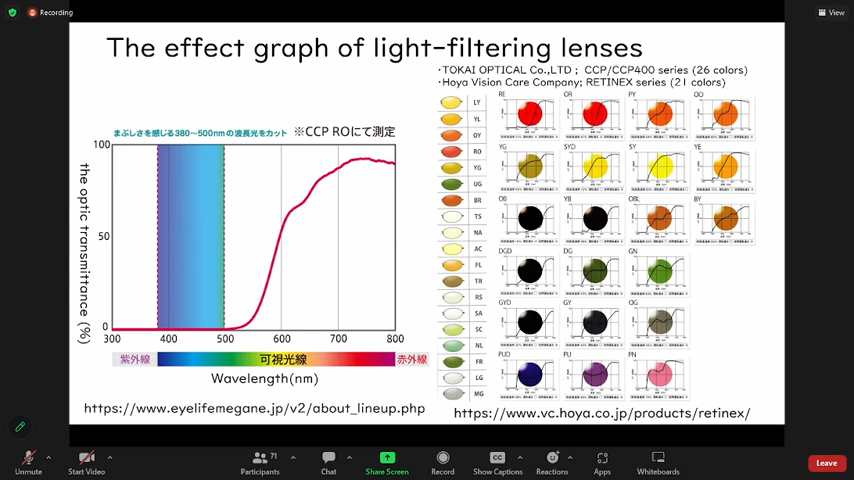 Recording
View
The effect graph of light-filtering lenses
・TOKAI OPTICAL Co.,LTD ; CCP/CCP400 series (26 colors)
・Hoya Vision Care Company; RETINEX series (21 colors)
まぶしさを感じる380～500nmの波長光をカット ※CCP ROにて測定
the optic transmittance (%)
100
50
0
300 400 500 600 700 800
紫外線 可視光線 赤外線
Wavelength(nm)
https://www.eyelifemegane.jp/v2/about_lineup.php
LY
YL
OY
RO
YG
UG
BR
TS
NA
AC
FL
TR
RS
SA
SC
NL
FR
LG
MG
RE OR PY OO
YG SYD SY YE
OB YB OBL BY
DGD DG GN
GYD GY OG
PUD PU PN
https://www.vc.hoya.co.jp/products/retinex/
Unmute
Start Video
Participants 71
Chat
Share Screen
Record
CC
Show Captions
Reactions
Apps
Whiteboards
Leave